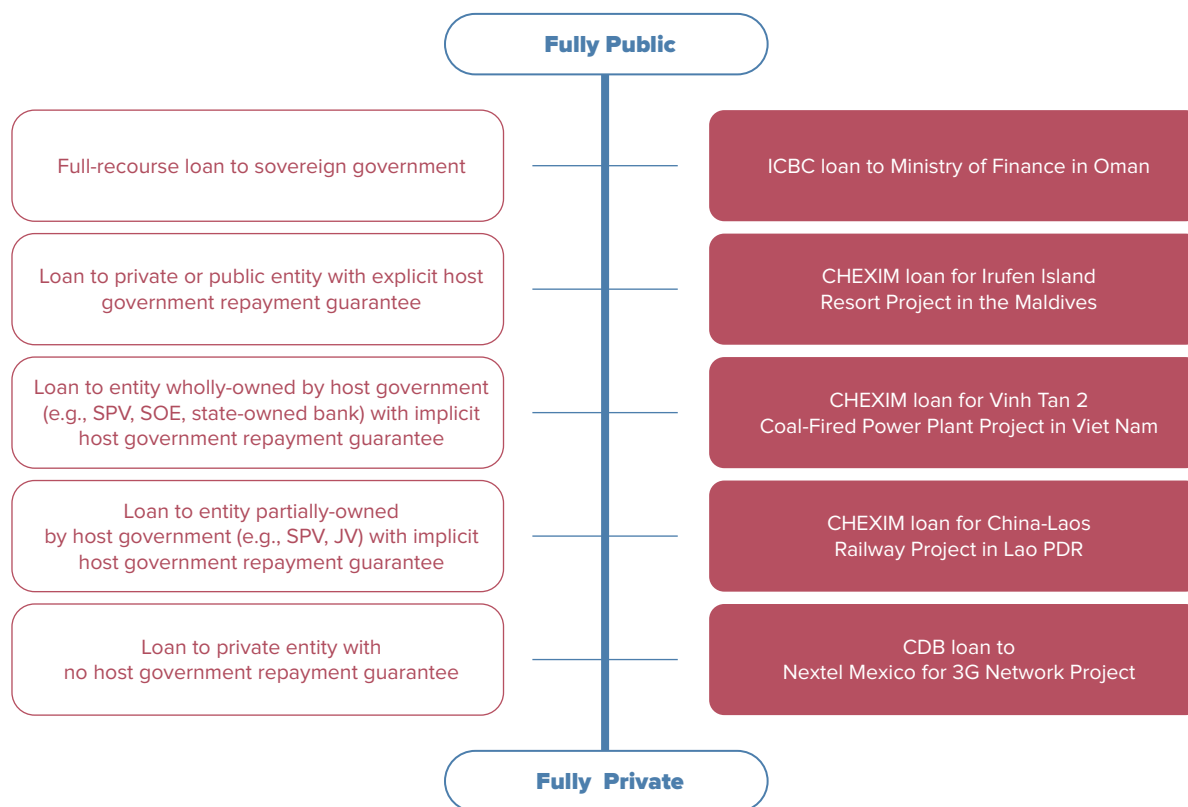 Fully Public
Full-recourse loan to sovereign government
ICBC loan to Ministry of Finance in Oman
Loan to private or public entity with explicit host
government repayment guarantee
CHEXIM loan for Irufen Island
Resort Project in the Maldives
Loan to entity wholly-owned by host government
(e.g., SPV, SOE, state-owned bank) with implicit
host government repayment guarantee
CHEXIM loan for Vinh Tan 2
Coal-Fired Power Plant Project in Viet Nam
Loan to entity partially-owned
by host government (e.g., SPV, JV) with implicit
host government repayment guarantee
CHEXIM loan for China-Laos
Railway Project in Lao PDR
Loan to private entity with
no host government repayment guarantee
CDB loan to
Nextel Mexico for 3G Network Project
Fully Private